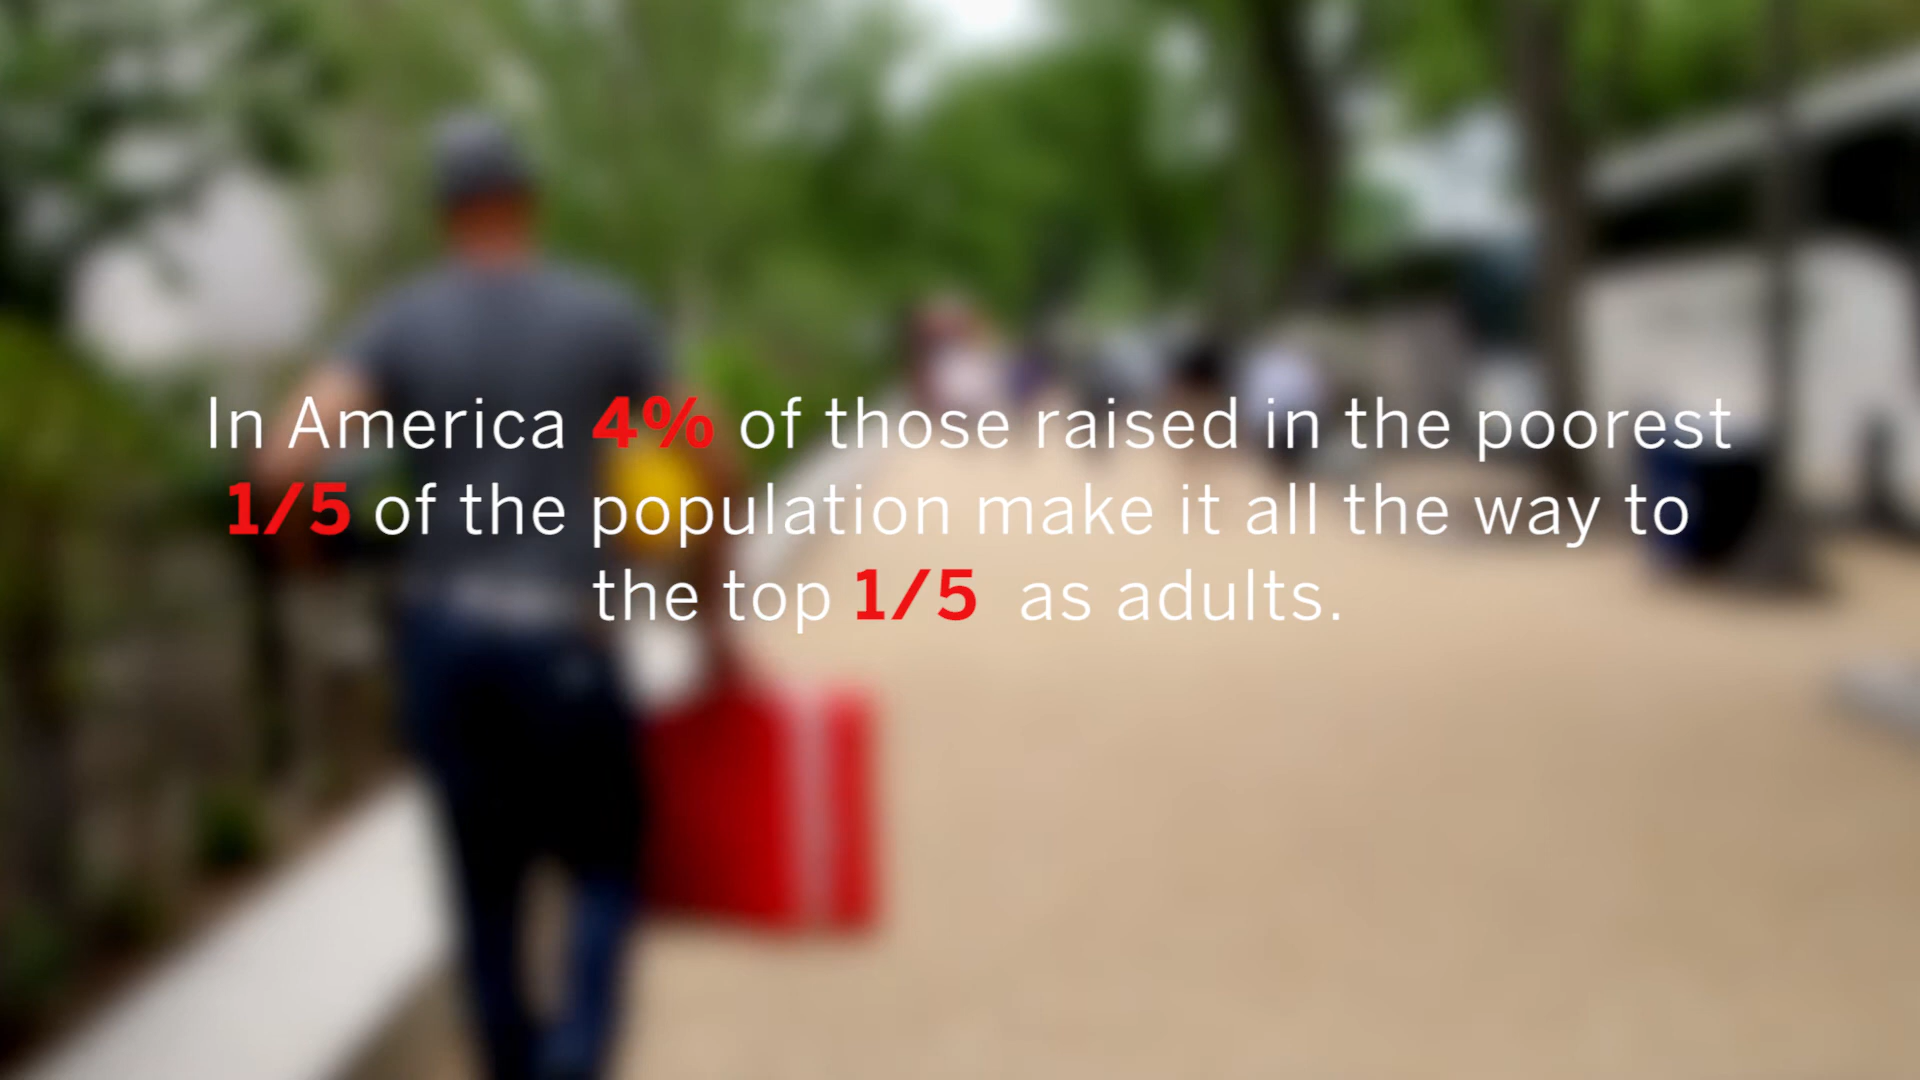 In America 4% of those raised in the poorest
1/5 of the population make it all the way to
the top 1/5 as adults.